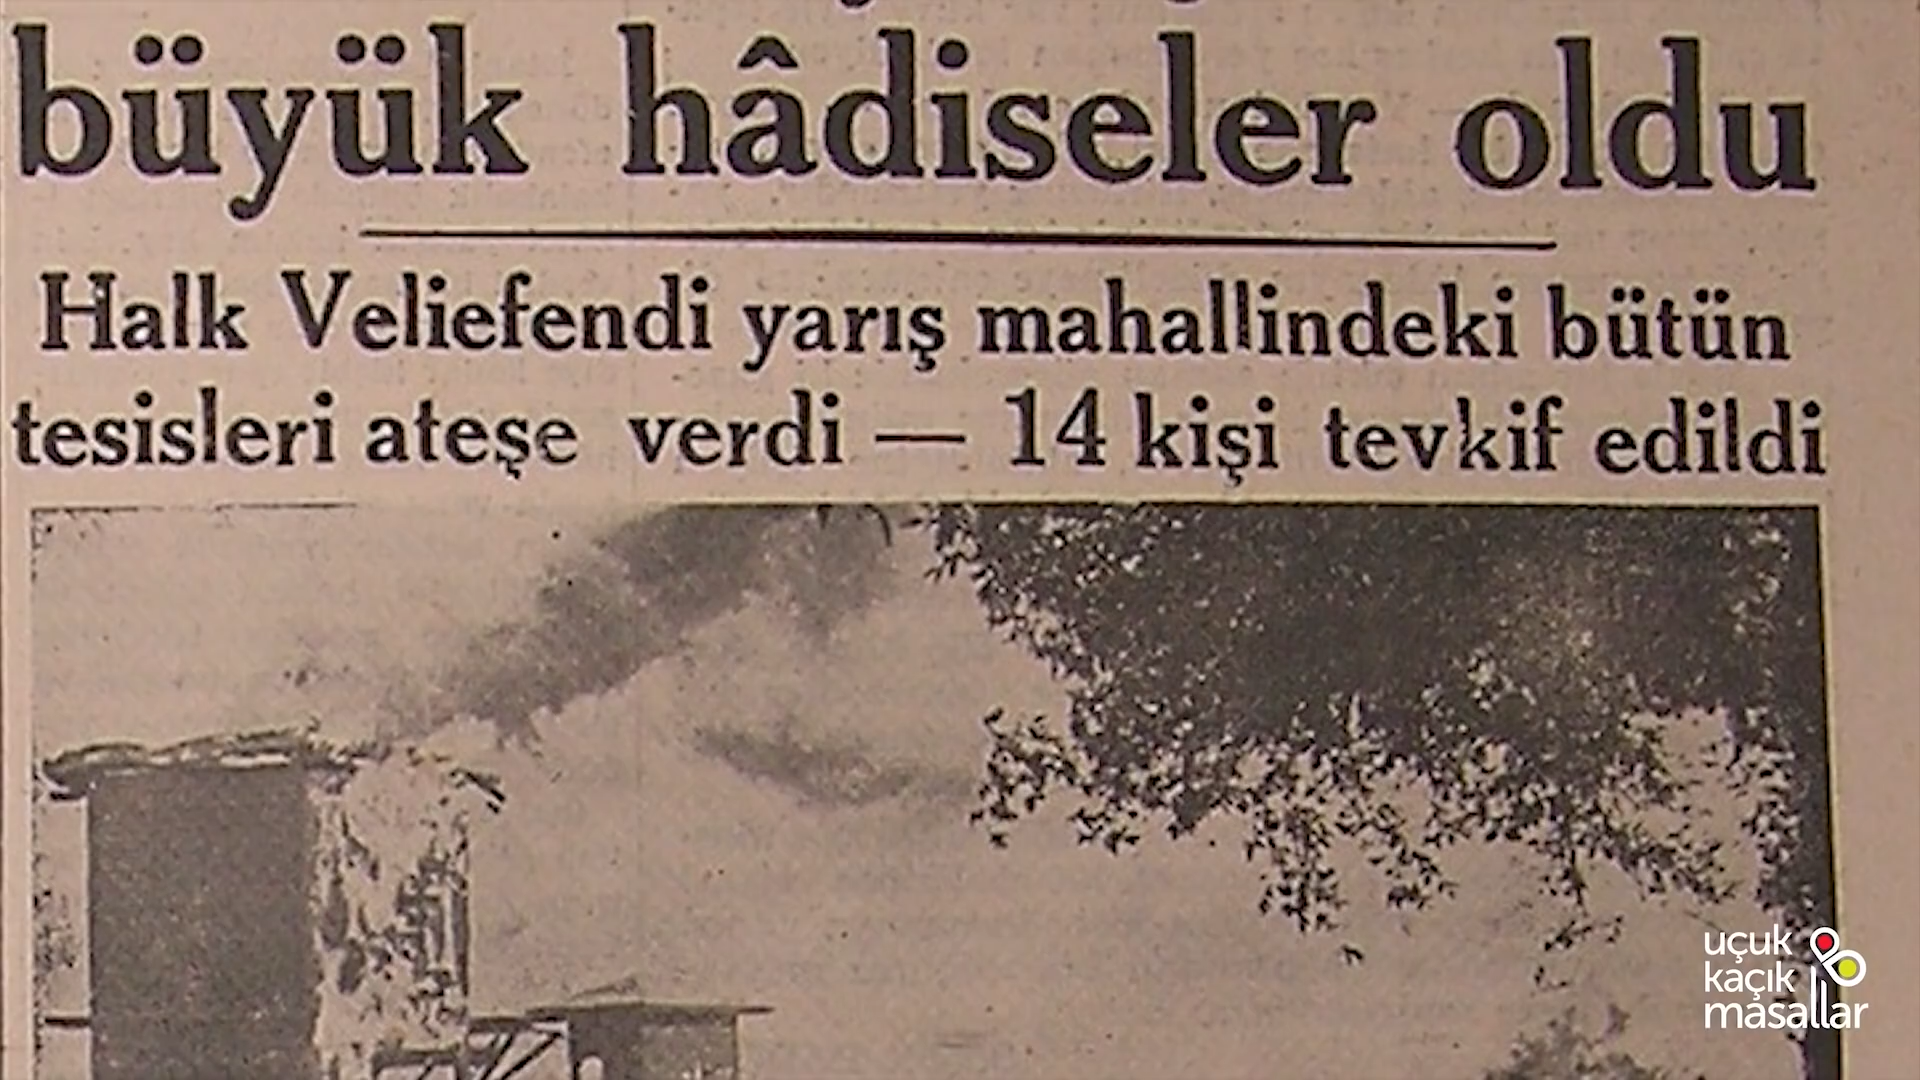 büyük hâdiseler oldu
Halk Veliefendi yarış mahallindeki bütün
tesisleri ateşe verdi — 14 kişi tevkif edildi
uçuk
kaçık
masallar